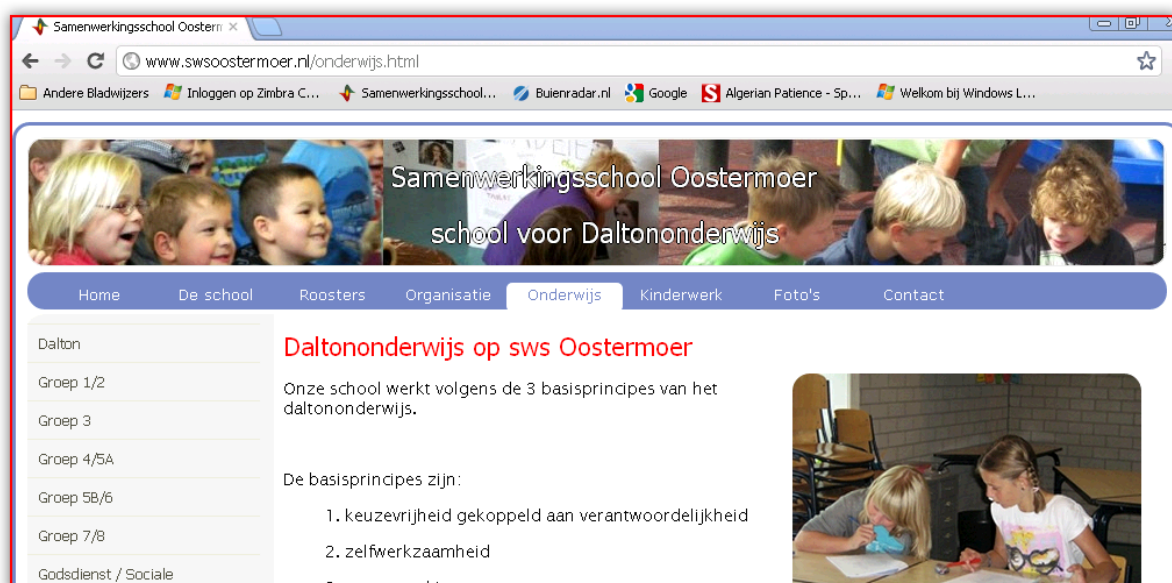 Samenwerkingsschool Oosterm
www.swsoostermoer.nl/onderwijs.html
Andere Bladwijzers Inloggen op Zimbra C... Samenwerkingsschool... Buienradar.nl Google Algerian Patience - Sp... Welkom bij Windows L...
Samenwerkingsschool Oostermoer
school voor Daltononderwijs
Home De school Roosters Organisatie Onderwijs Kinderwerk Foto's Contact
Dalton
Groep 1/2
Groep 3
Groep 4/5A
Groep 5B/6
Groep 7/8
Godsdienst / Sociale
Daltononderwijs op sws Oostermoer
Onze school werkt volgens de 3 basisprincipes van het
daltononderwijs.
De basisprincipes zijn:
1. keuzevrijheid gekoppeld aan verantwoordelijkheid
2. zelfwerkzaamheid